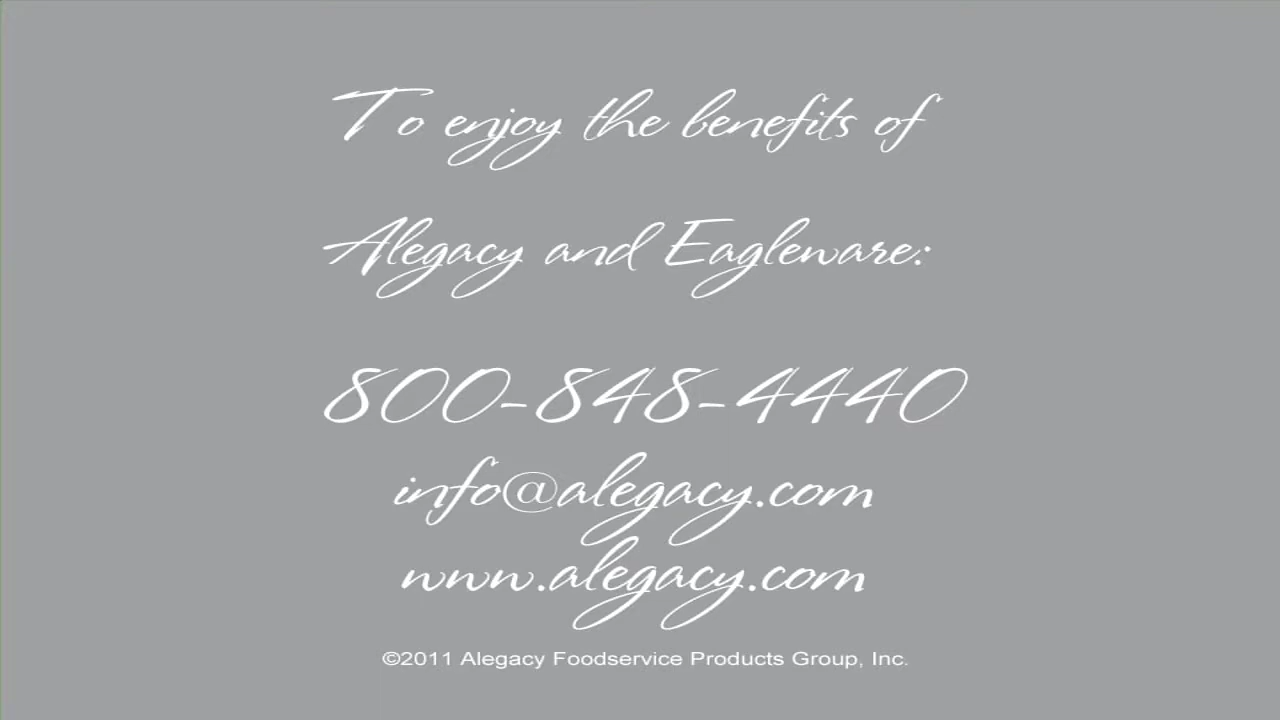 To enjoy the benefits of
Alegacy and Eagleware:
800-848-4440
info@alegacy.com
www.alegacy.com
©2011 Alegacy Foodservice Products Group, Inc.